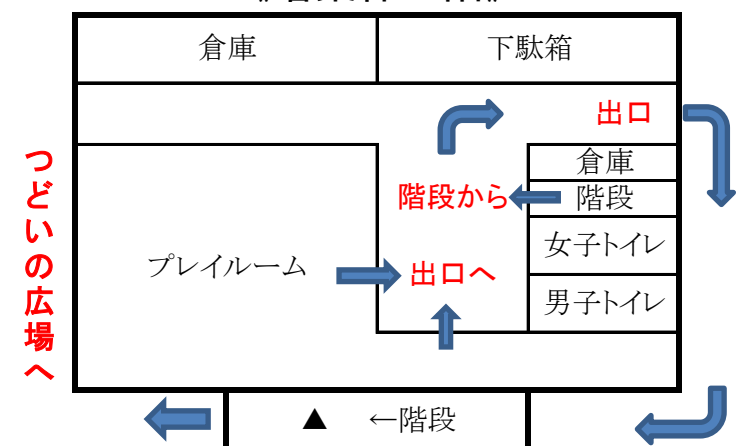 倉庫
下駄箱
出口
倉庫
階段から
階段
女子トイレ
プレイルーム
出口へ
男子トイレ
つどいの広場へ
▲ ←階段